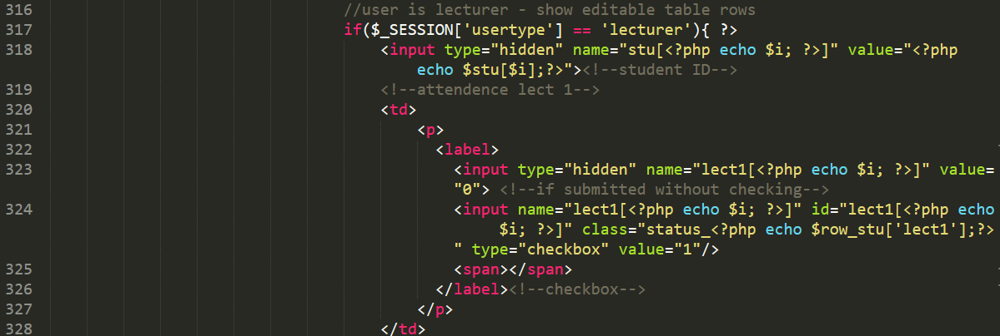 316 //user is lecturer - show editable table rows
317 if($_SESSION['usertype'] == 'lecturer'){ ?>
318 <input type="hidden" name="stu[<?php echo $i; ?>]" value="<?php
echo $stu[$i];?>"><!--student ID-->
319 <!--attendence lect 1-->
320 <td>
321 <p>
322 <label>
323 <input type="hidden" name="lect1[<?php echo $i; ?>]" value=
"0"> <!--if submitted without checking-->
324 <input name="lect1[<?php echo $i; ?>]" id="lect1[<?php echo
$i; ?>]" class="status_<?php echo $row_stu['lect1'];?>
" type="checkbox" value="1"/>
325 <span></span>
326 </label><!--checkbox-->
327 </p>
328 </td>